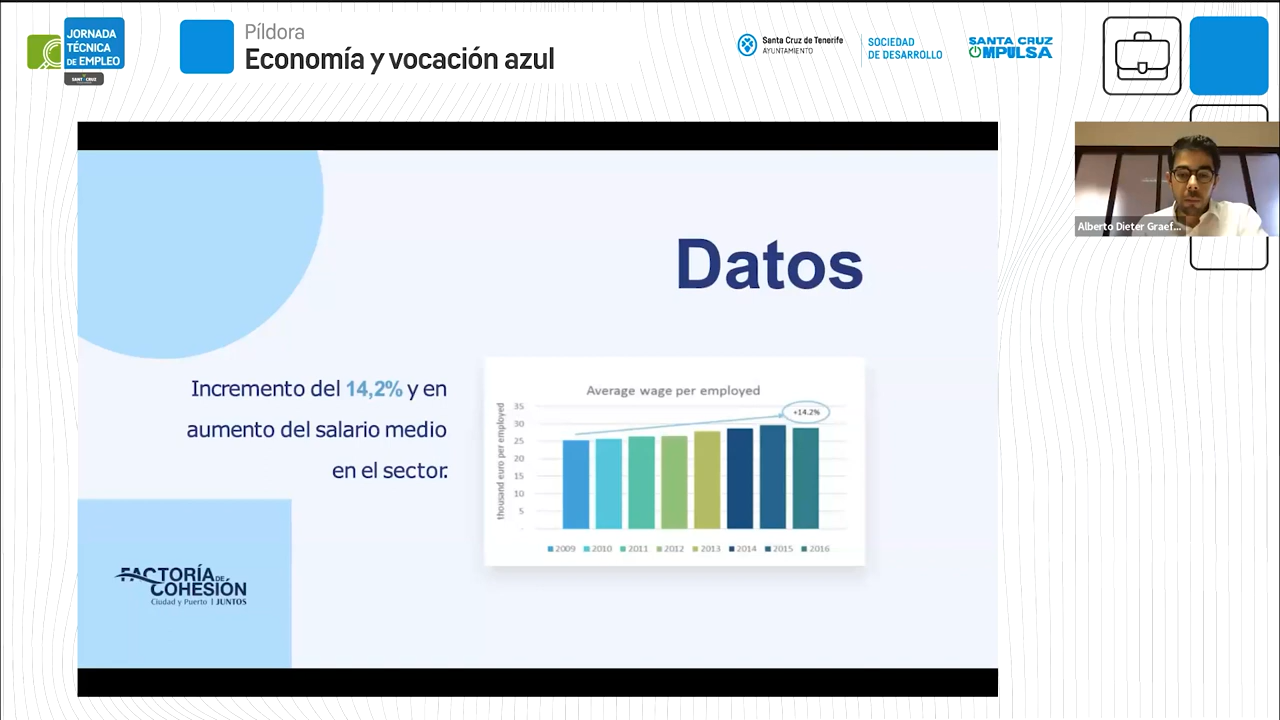 JORNADA
TÉCNICA
DE EMPLEO
Píldora
Economía y vocación azul
Santa Cruz de Tenerife
AYUNTAMIENTO
SOCIEDAD
DE DESARROLLO
SANTA CRUZ
MPULSA
Alberto Dieter Graef...
Datos
Incremento del 14,2% y en
aumento del salario medio
en el sector.
Average wage per employed
thousand euro per employed
35
30
25
20
15
10
5
-
+14.2%
2009 2010 2011 2012 2013 2014 2015 2016
FACTORÍA DE
COHESIÓN
Ciudad y Puerto | JUNTOS